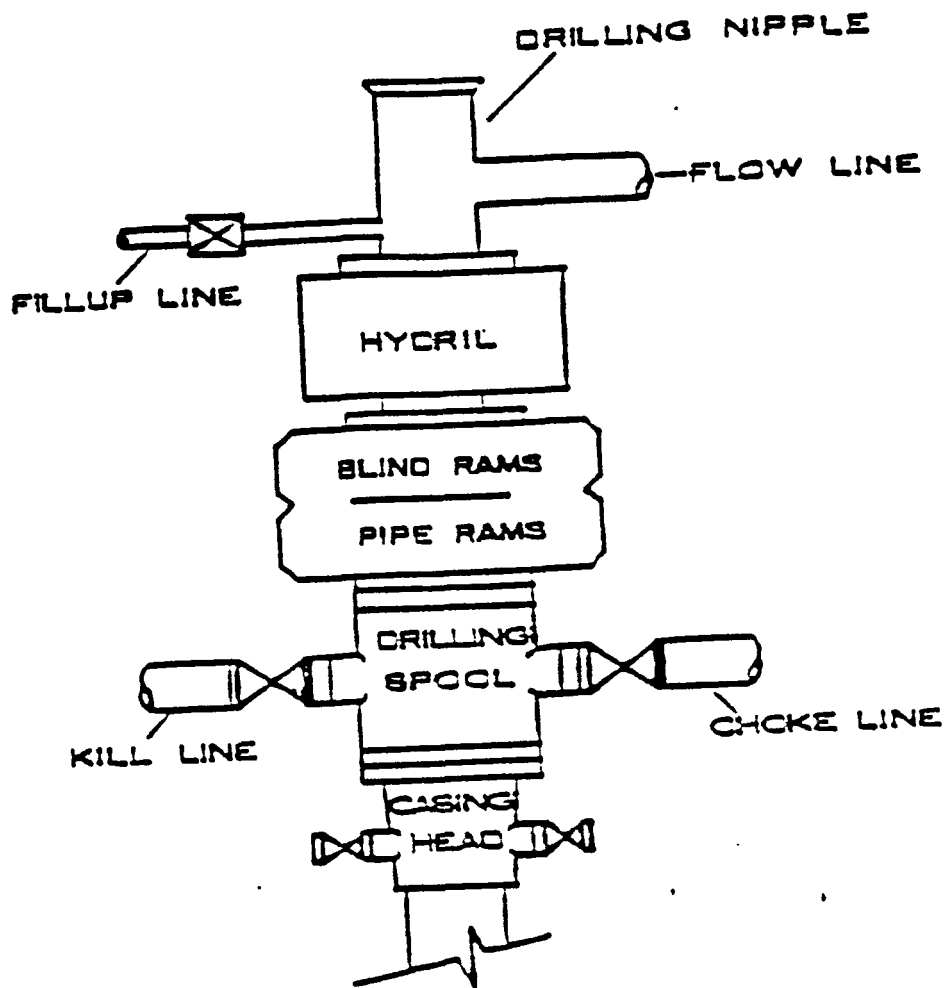 DRILLING NIPPLE
FLOW LINE
FILLUP LINE
HYDRIL
BLIND RAMS
PIPE RAMS
DRILLING
SPOOL
KILL LINE
CHOKE LINE
CASING
HEAD